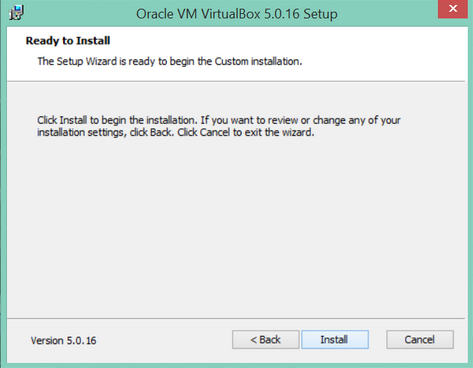 Oracle VM VirtualBox 5.0.16 Setup
Ready to Install
The Setup Wizard is ready to begin the Custom installation.
Click Install to begin the installation. If you want to review or change any of your
installation settings, click Back. Click Cancel to exit the wizard.
Version 5.0.16
< Back
Install
Cancel